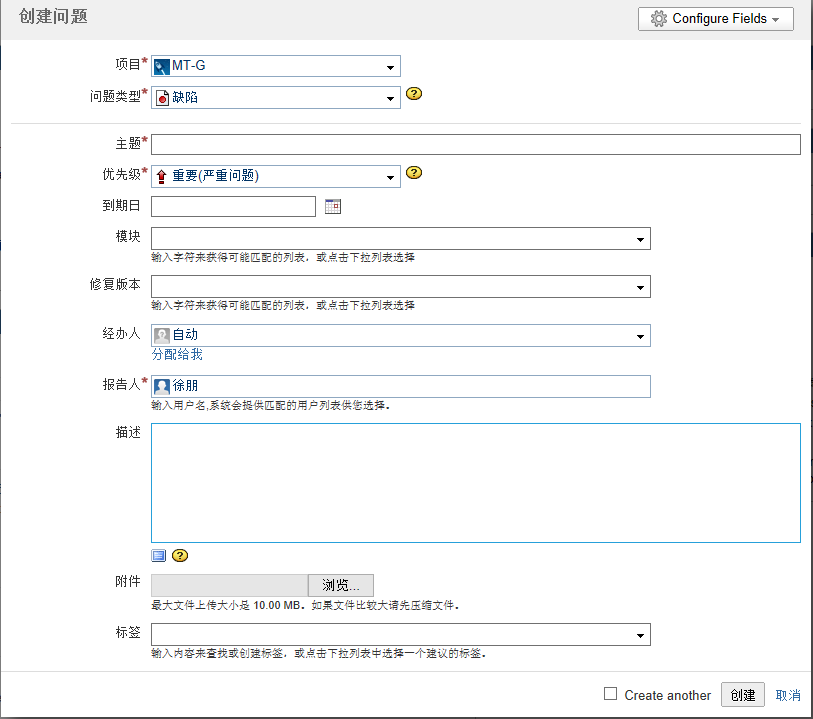 创建问题
Configure Fields
项目* MT-G
问题类型* 缺陷 ?
主题*
优先级* 重要(严重问题) ?
到期日
模块
输入字符来获得可能匹配的列表，或点击下拉列表选择
修复版本
输入字符来获得可能匹配的列表，或点击下拉列表选择
经办人 自动
分配给我
报告人* 徐朋
输入用户名,系统会提供匹配的用户列表供您选择。
描述
?
附件 浏览...
最大文件上传大小是 10.00 MB。如果文件比较大请先压缩文件。
标签
输入内容来查找或创建标签，或点击下拉列表中选择一个建议的标签。
Create another 创建 取消